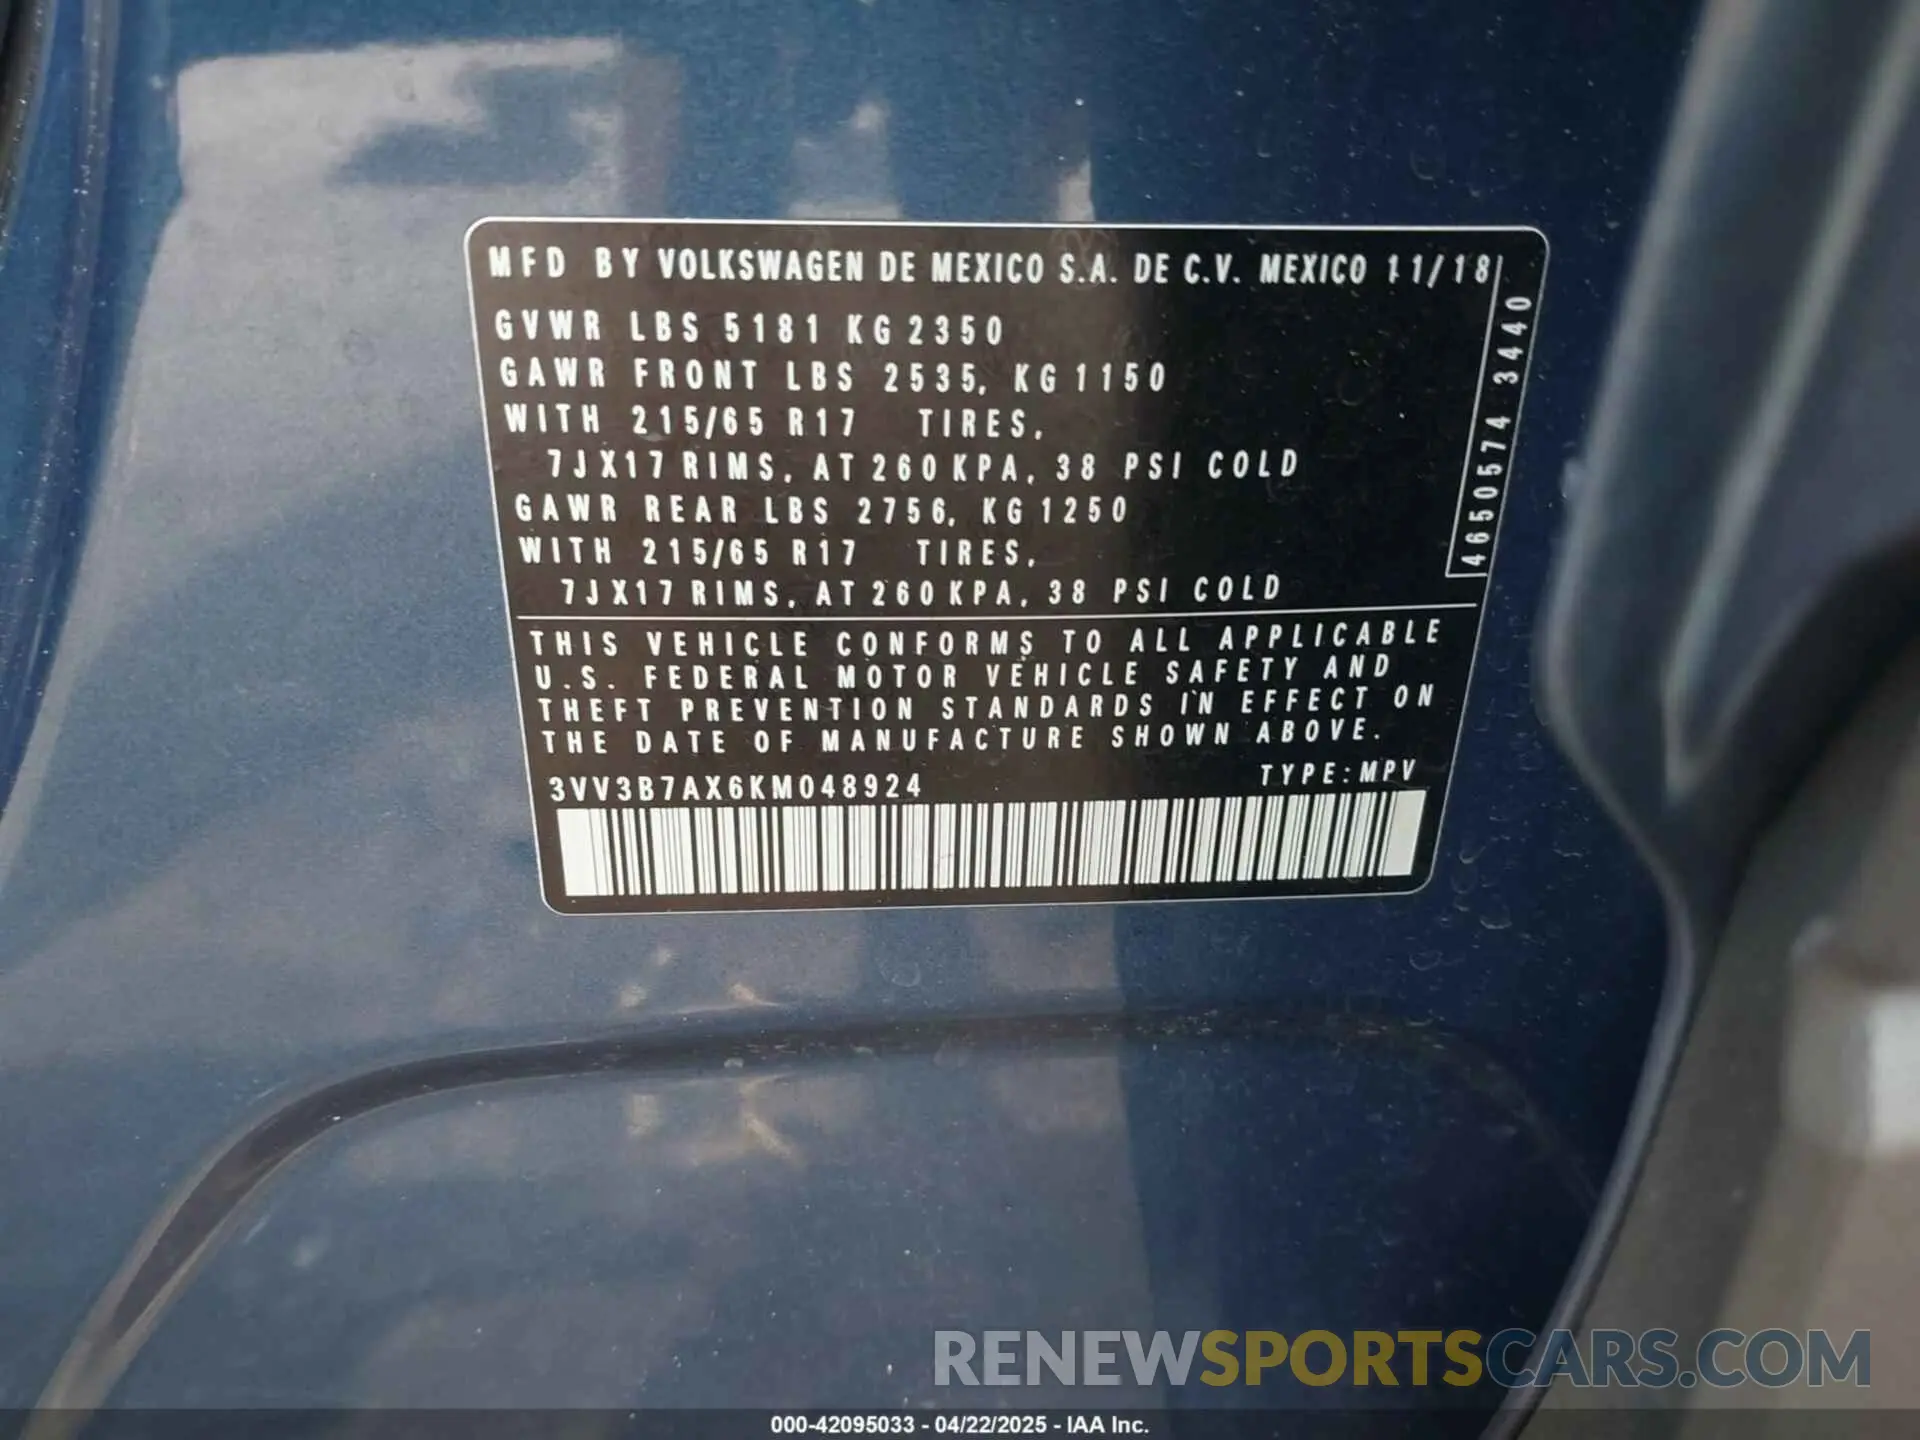 MFD BY VOLKSWAGEN DE MEXICO S.A. DE C.V. MEXICO 11/18
GVWR LBS 5181 KG 2350
GAWR FRONT LBS 2535, KG 1150
WITH 215/65 R17 TIRES,
7JX17 RIMS, AT 260 KPA, 38 PSI COLD
GAWR REAR LBS 2756, KG 1250
WITH 215/65 R17 TIRES,
7JX17 RIMS, AT 260 KPA, 38 PSI COLD
4650574 3440
THIS VEHICLE CONFORMS TO ALL APPLICABLE
U.S. FEDERAL MOTOR VEHICLE SAFETY AND
THEFT PREVENTION STANDARDS IN EFFECT ON
THE DATE OF MANUFACTURE SHOWN ABOVE.
3VV3B7AX6KM048924 TYPE:MPV
RENEWSPORTSCARS.COM
000-42095033 - 04/22/2025 - IAA Inc.